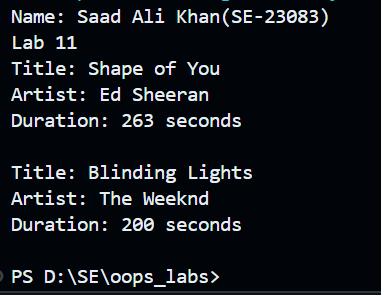 Name: Saad Ali Khan(SE-23083)
Lab 11
Title: Shape of You
Artist: Ed Sheeran
Duration: 263 seconds
Title: Blinding Lights
Artist: The Weeknd
Duration: 200 seconds
PS D:\SE\oops_labs>